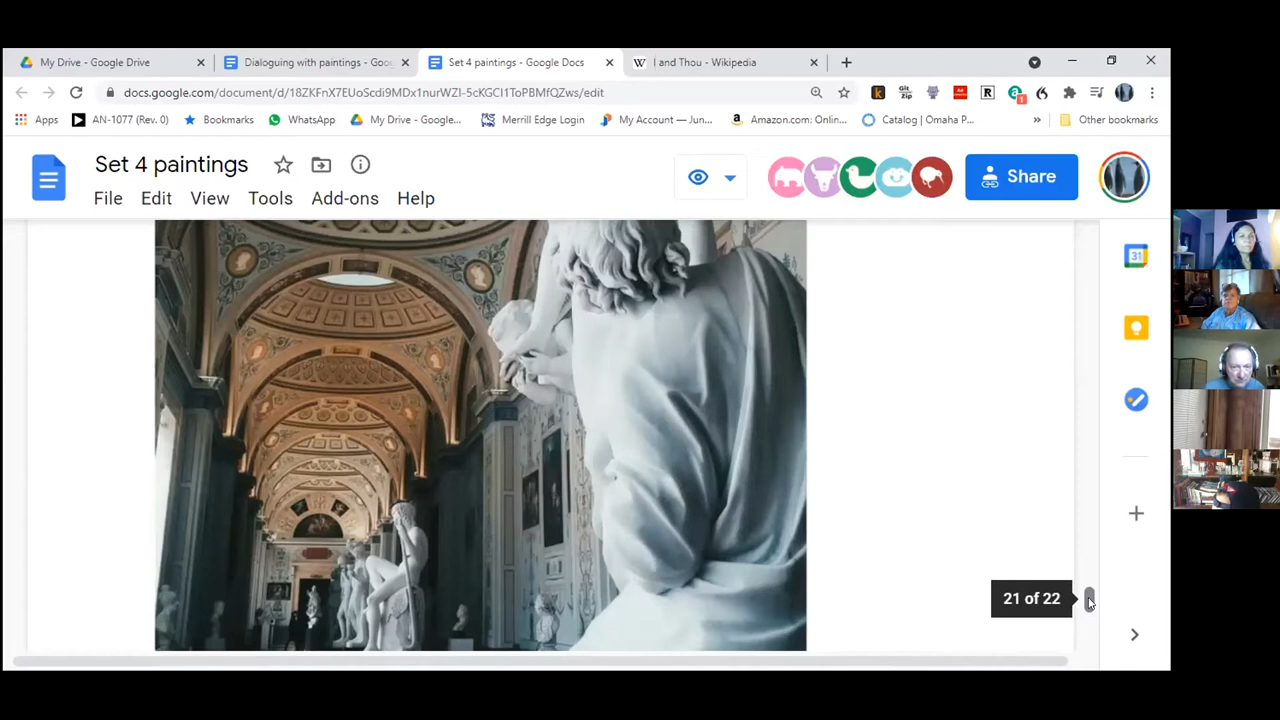 My Drive - Google Drive
Dialoguing with paintings - Goog
Set 4 paintings - Google Docs
I and Thou - Wikipedia
docs.google.com/document/d/18ZKFnX7EUoScdi9MDx1nurWZI-5cKGCI1ToPBMfQZws/edit
Apps
AN-1077 (Rev. 0)
Bookmarks
WhatsApp
My Drive - Google...
Merrill Edge Login
My Account — Jun...
Amazon.com: Onlin...
Catalog | Omaha P...
»
Other bookmarks
Set 4 paintings
Share
File Edit View Tools Add-ons Help
31
21 of 22